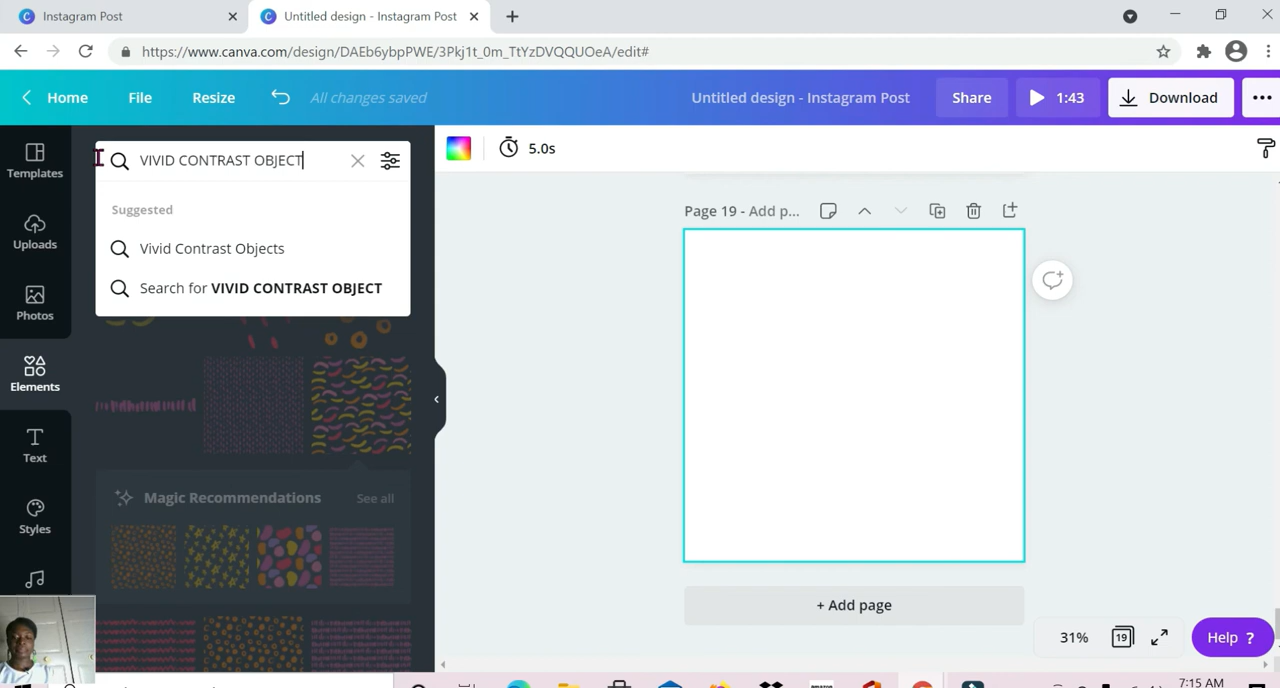 Instagram Post
Untitled design - Instagram Post
https://www.canva.com/design/DAEb6ybpPWE/3Pkj1t_0m_TtYzDVQQUOeA/edit#
Home File Resize All changes saved Untitled design - Instagram Post Share 1:43 Download
Templates
Uploads
Photos
Elements
Text
Styles
VIVID CONTRAST OBJECT
Suggested
Vivid Contrast Objects
Search for VIVID CONTRAST OBJECT
Magic Recommendations See all
5.0s
Page 19 - Add p...
+ Add page
31% 19 Help ?
7:15 AM